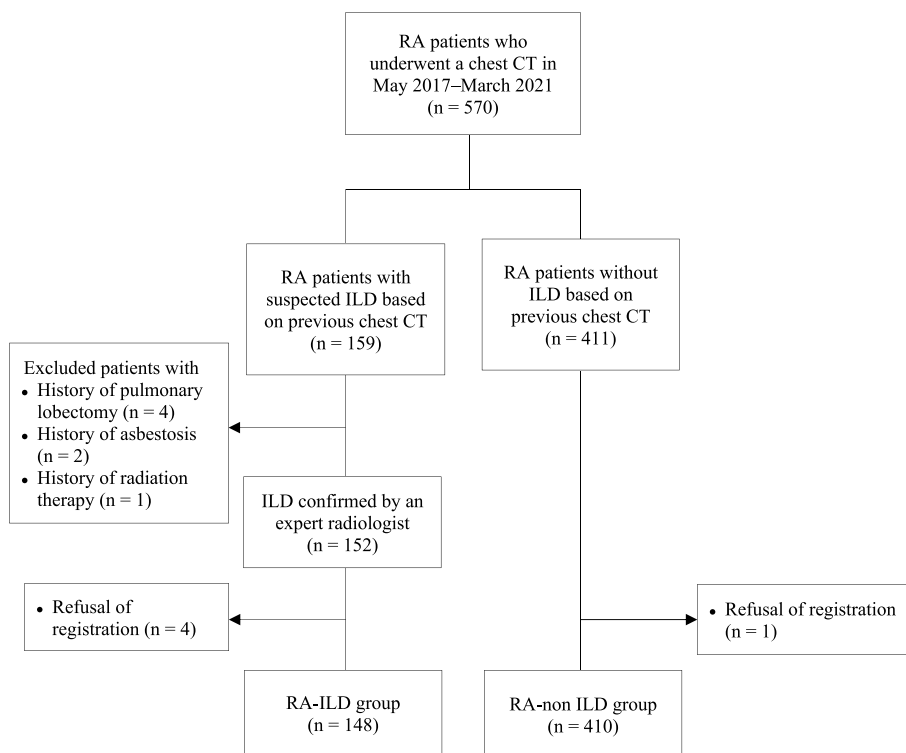 RA patients who
underwent a chest CT in
May 2017–March 2021
(n = 570)
RA patients with
suspected ILD based
on previous chest CT
(n = 159)
RA patients without
ILD based on
previous chest CT
(n = 411)
Excluded patients with
• History of pulmonary
lobectomy (n = 4)
• History of asbestosis
(n = 2)
• History of radiation
therapy (n = 1)
ILD confirmed by an
expert radiologist
(n = 152)
• Refusal of
registration (n = 4)
• Refusal of registration
(n = 1)
RA-ILD group
(n = 148)
RA-non ILD group
(n = 410)